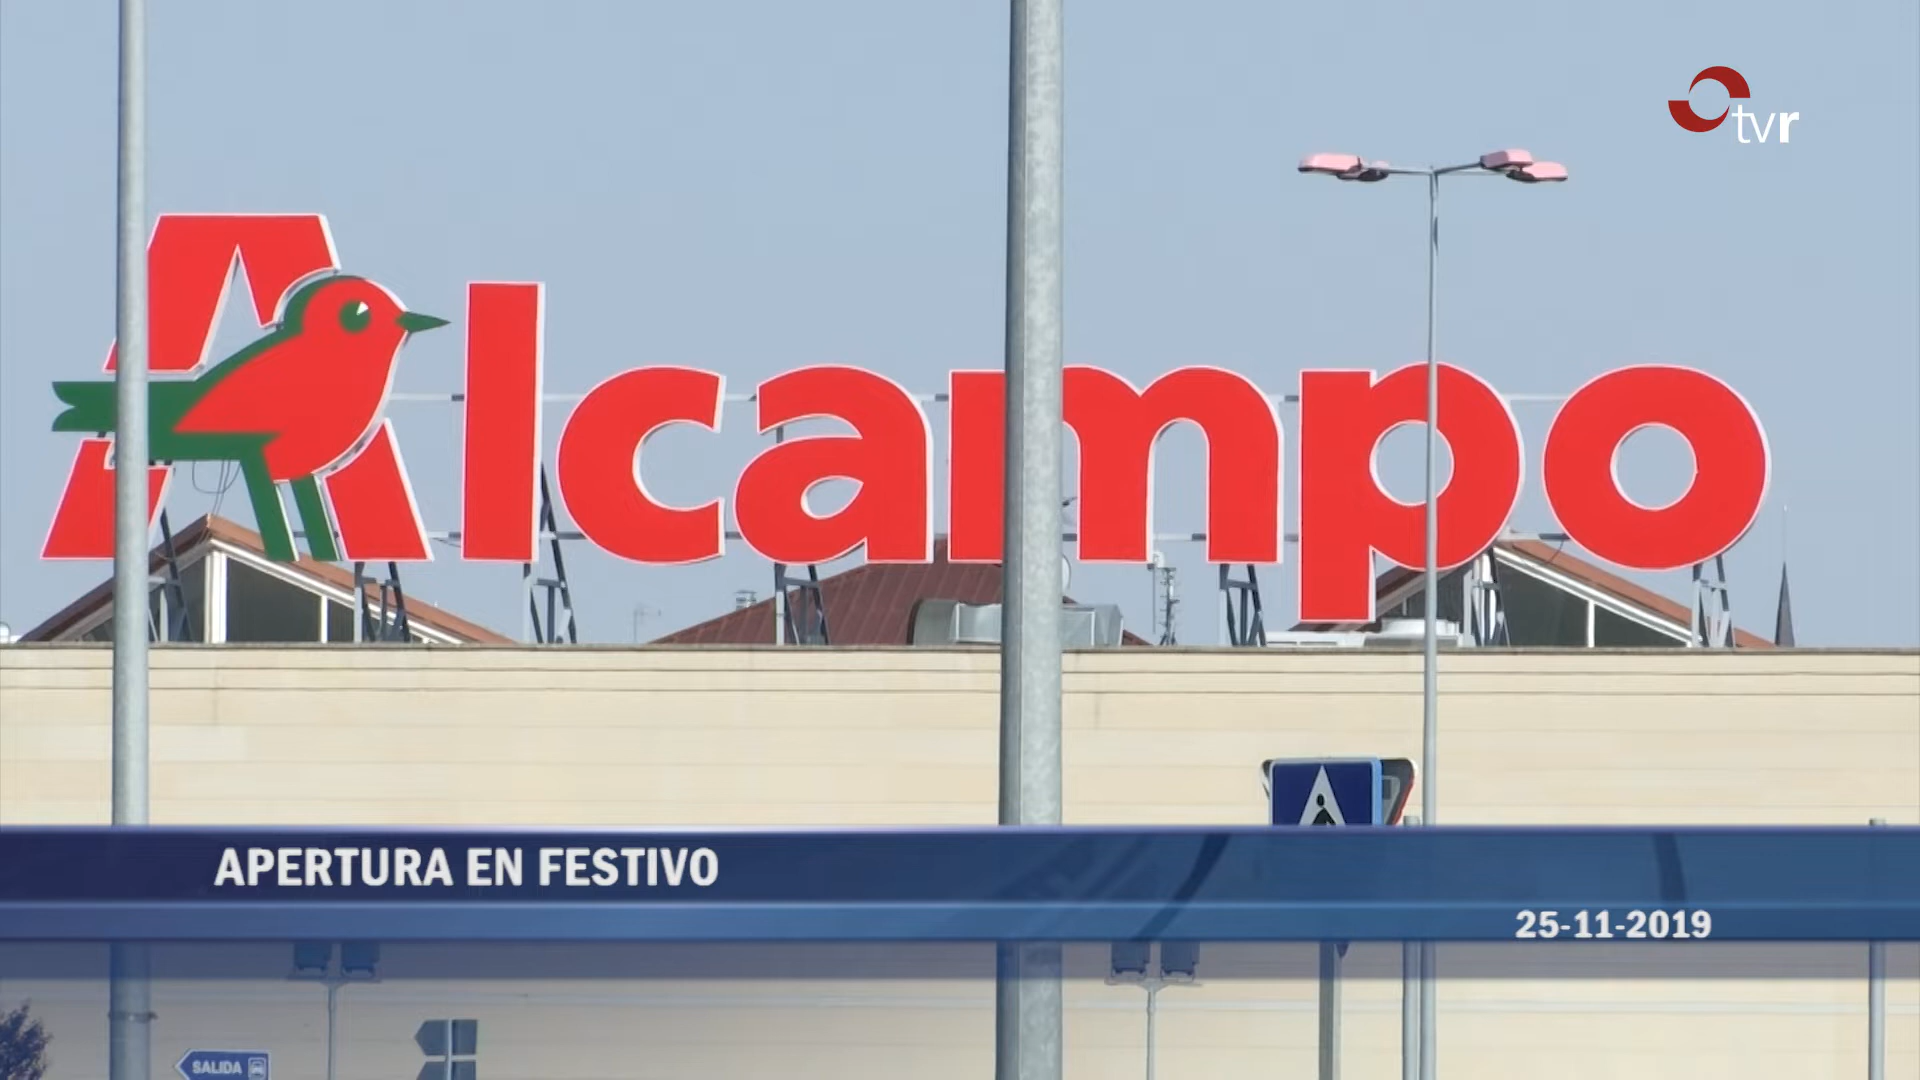 tvr
Alcampo
APERTURA EN FESTIVO
25-11-2019
SALIDA